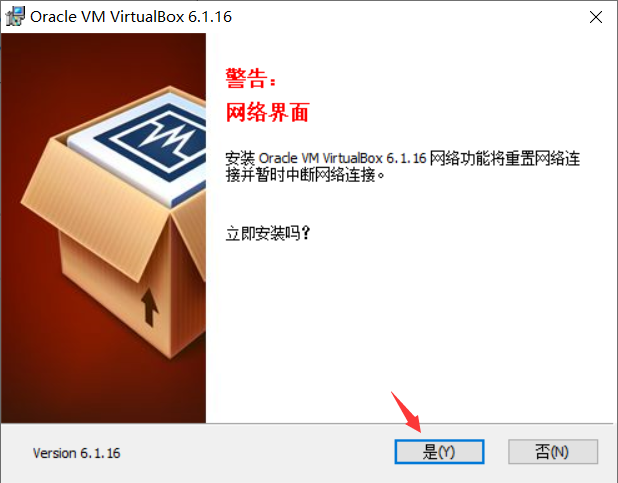 Oracle VM VirtualBox 6.1.16
警告:
网络界面
安装 Oracle VM VirtualBox 6.1.16 网络功能将重置网络连
接并暂时中断网络连接。
立即安装吗?
Version 6.1.16
是(Y)
否(N)